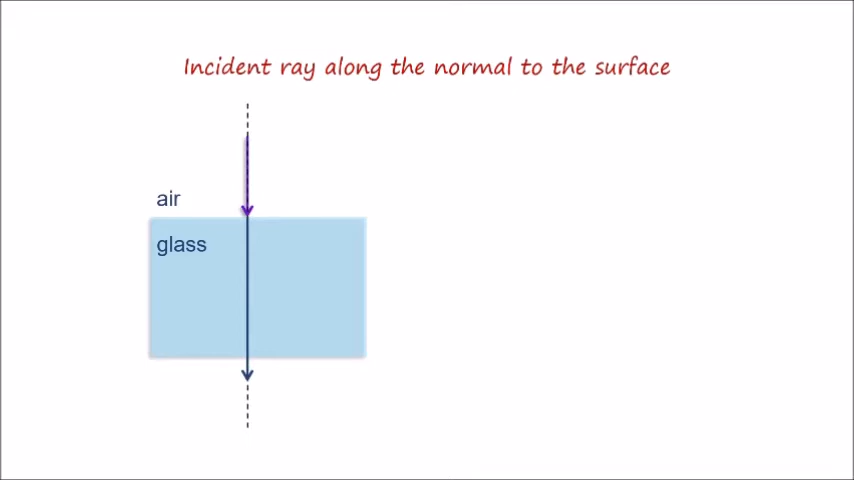 Incident ray along the normal to the surface
air
glass